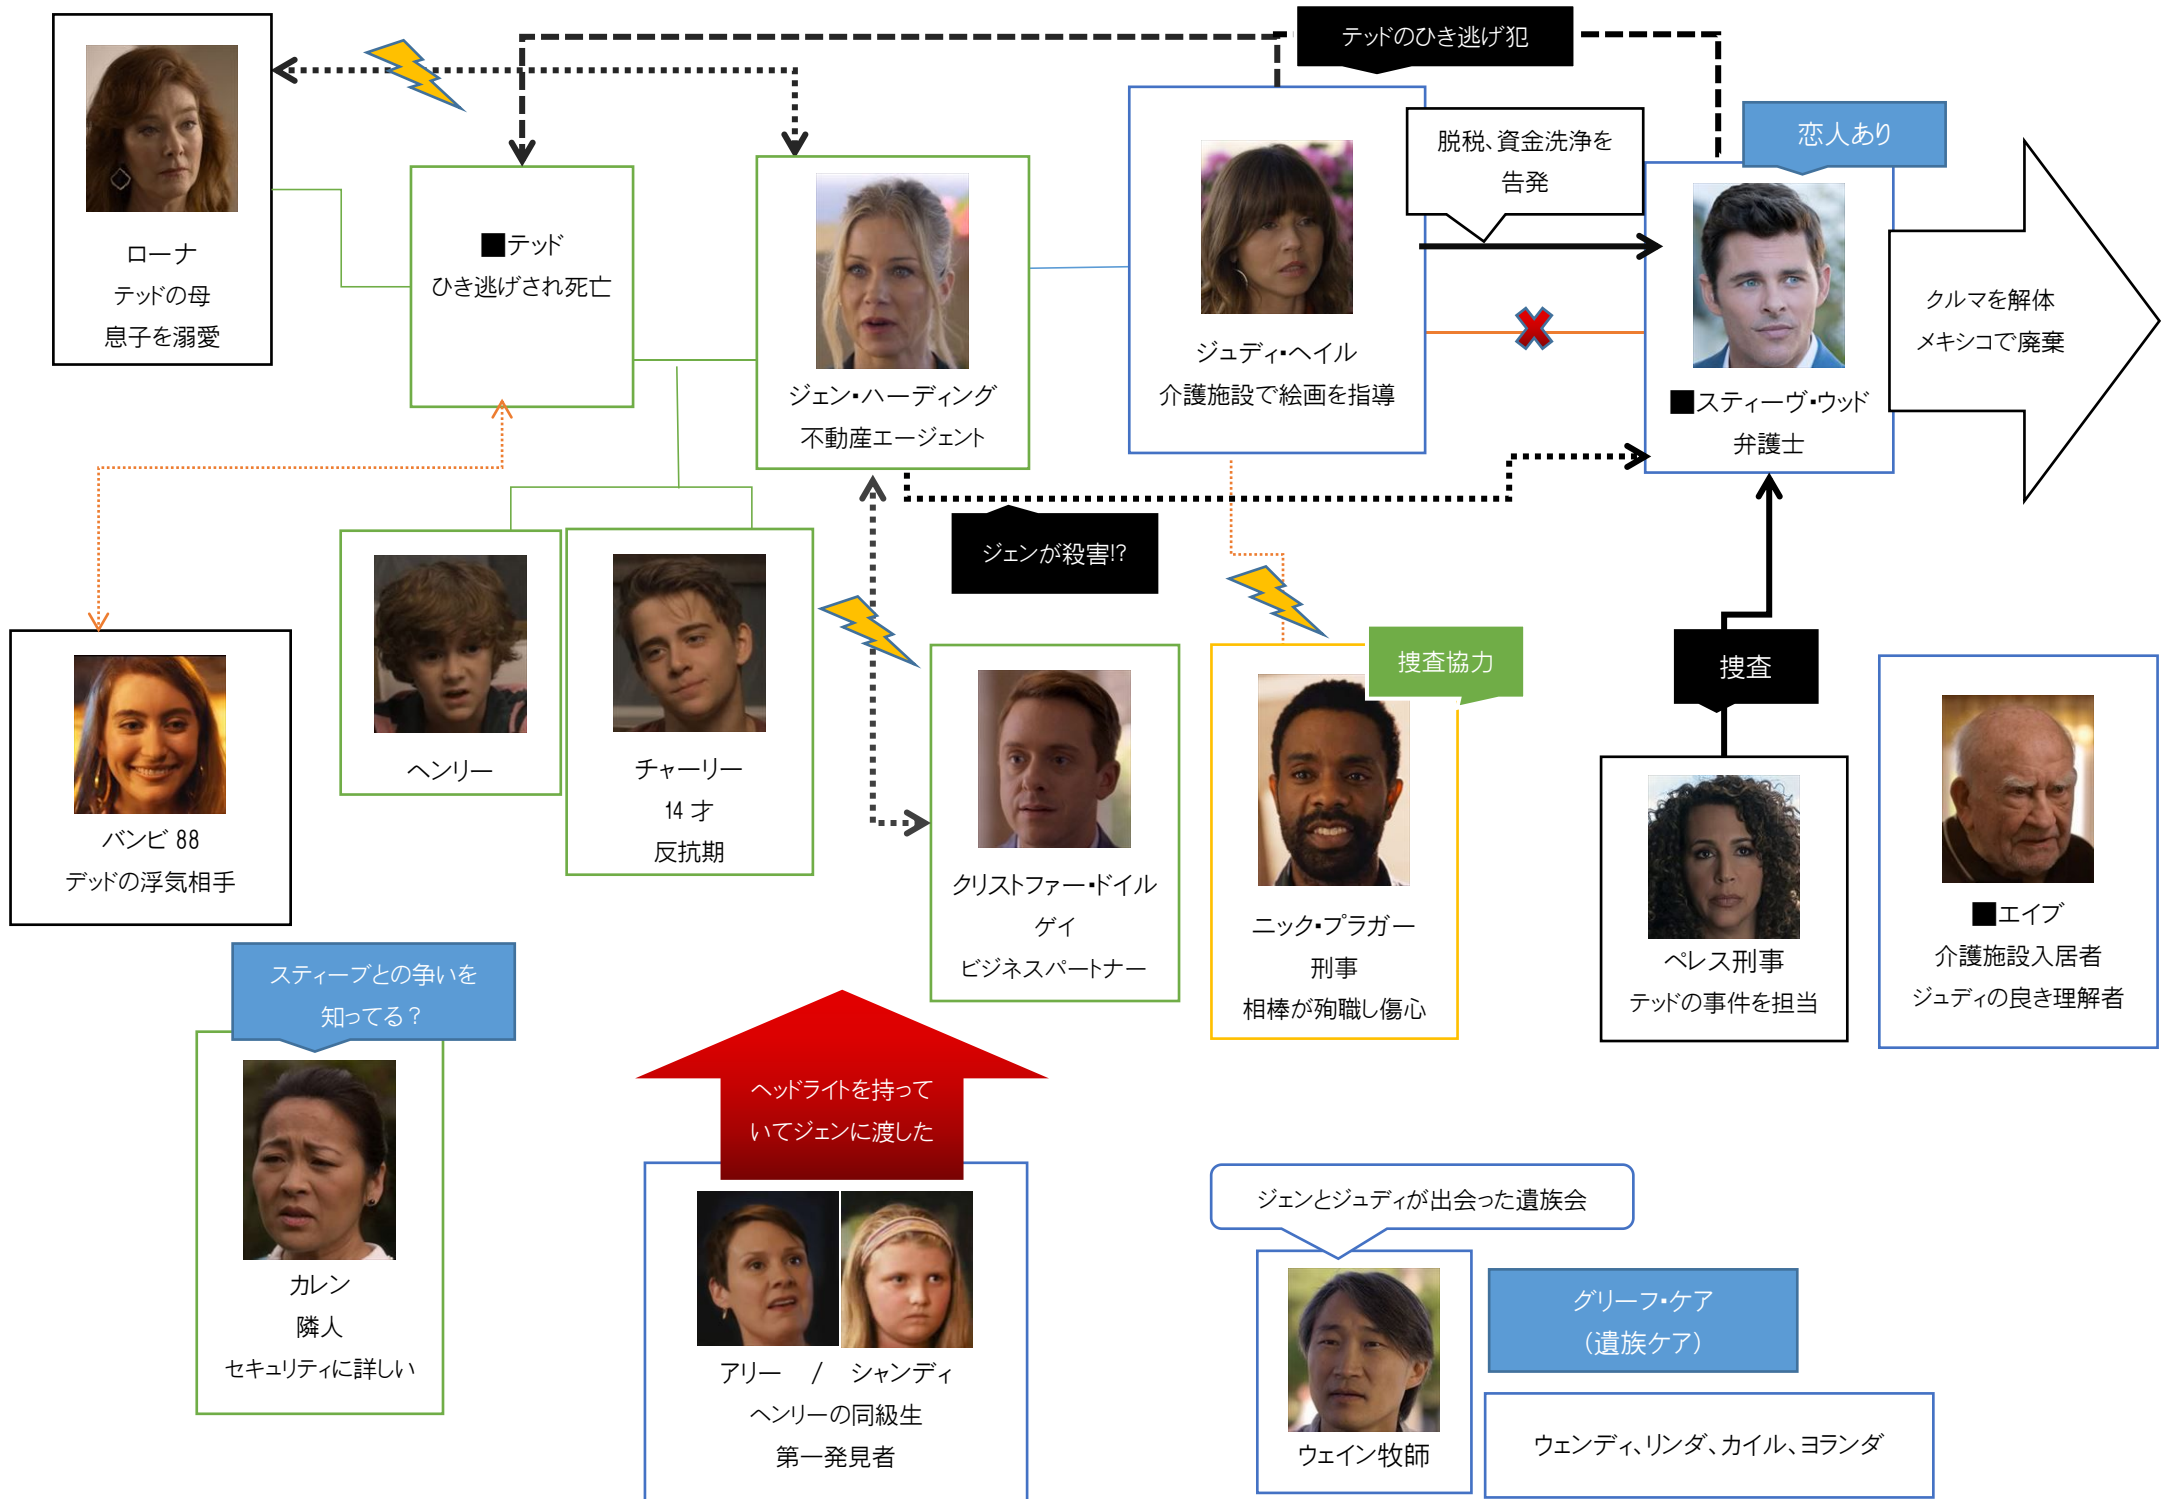 テッドのひき逃げ犯
恋人あり
脱税、資金洗浄を
告発
ローナ
テッドの母
息子を溺愛
■テッド
ひき逃げされ死亡
ジェン・ハーディング
不動産エージェント
ジュディ・ヘイル
介護施設で絵画を指導
■スティーヴ・ウッド
弁護士
クルマを解体
メキシコで廃棄
ジェンが殺害!?
バンビ 88
デッドの浮気相手
ヘンリー
チャーリー
14 才
反抗期
クリストファー・ドイル
ゲイ
ビジネスパートナー
捜査協力
ニック・プラガー
刑事
相棒が殉職し傷心
捜査
ペレス刑事
テッドの事件を担当
■エイブ
介護施設入居者
ジュディの良き理解者
スティーブとの争いを
知ってる？
カレン
隣人
セキュリティに詳しい
ヘッドライトを持って
いてジェンに渡した
アリー　/　シャンディ
ヘンリーの同級生
第一発見者
ジェンとジュディが出会った遺族会
ウェイン牧師
グリーフ・ケア
（遺族ケア）
ウェンディ、リンダ、カイル、ヨランダ